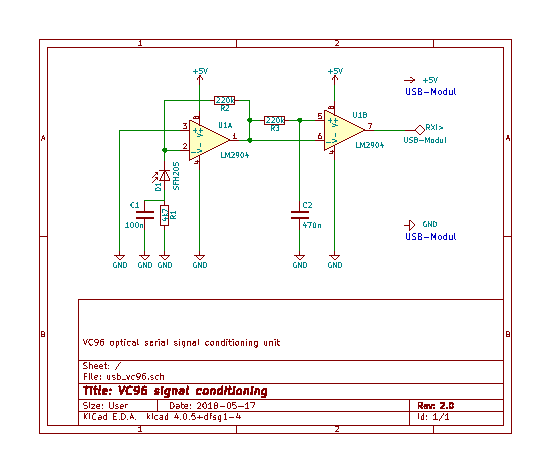 1 2
+5V +5V +5V
USB-Modul
220k
R2
8 U1A
3 V+
1
2 V-
4 LM2904
220k
R3
8 U1B
5 V+
7
6 V-
4 LM2904
RXI>
USB-Modul
A A
D1 SFH205
C1
100n
4k7 R1
C2
470n
GND
USB-Modul
GND GND GND GND GND GND
B B
VC96 optical serial signal conditioning unit
Sheet: /
File: usb_vc96.sch
Title: VC96 signal conditioning
Size: User Date: 2018-05-17 Rev: 2.0
KiCad E.D.A. kicad 4.0.5+dfsg1-4 Id: 1/1
1 2